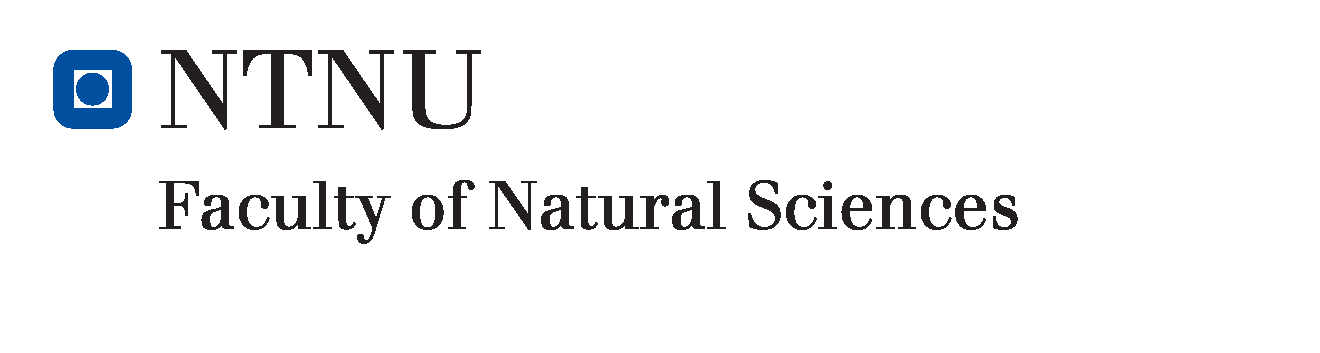 NTNU
Faculty of Natural Sciences